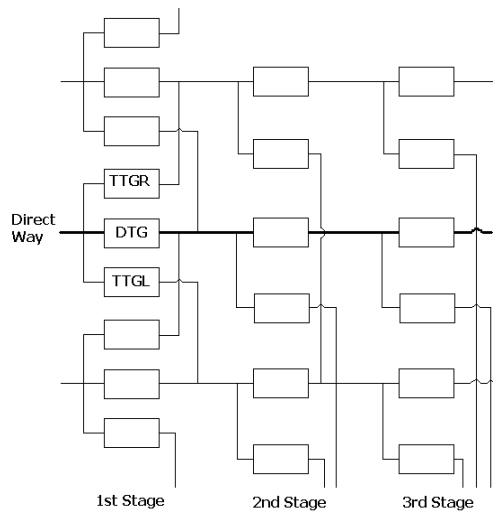 TTGR
Direct
Way
DTG
TTGL
1st Stage
2nd Stage
3rd Stage